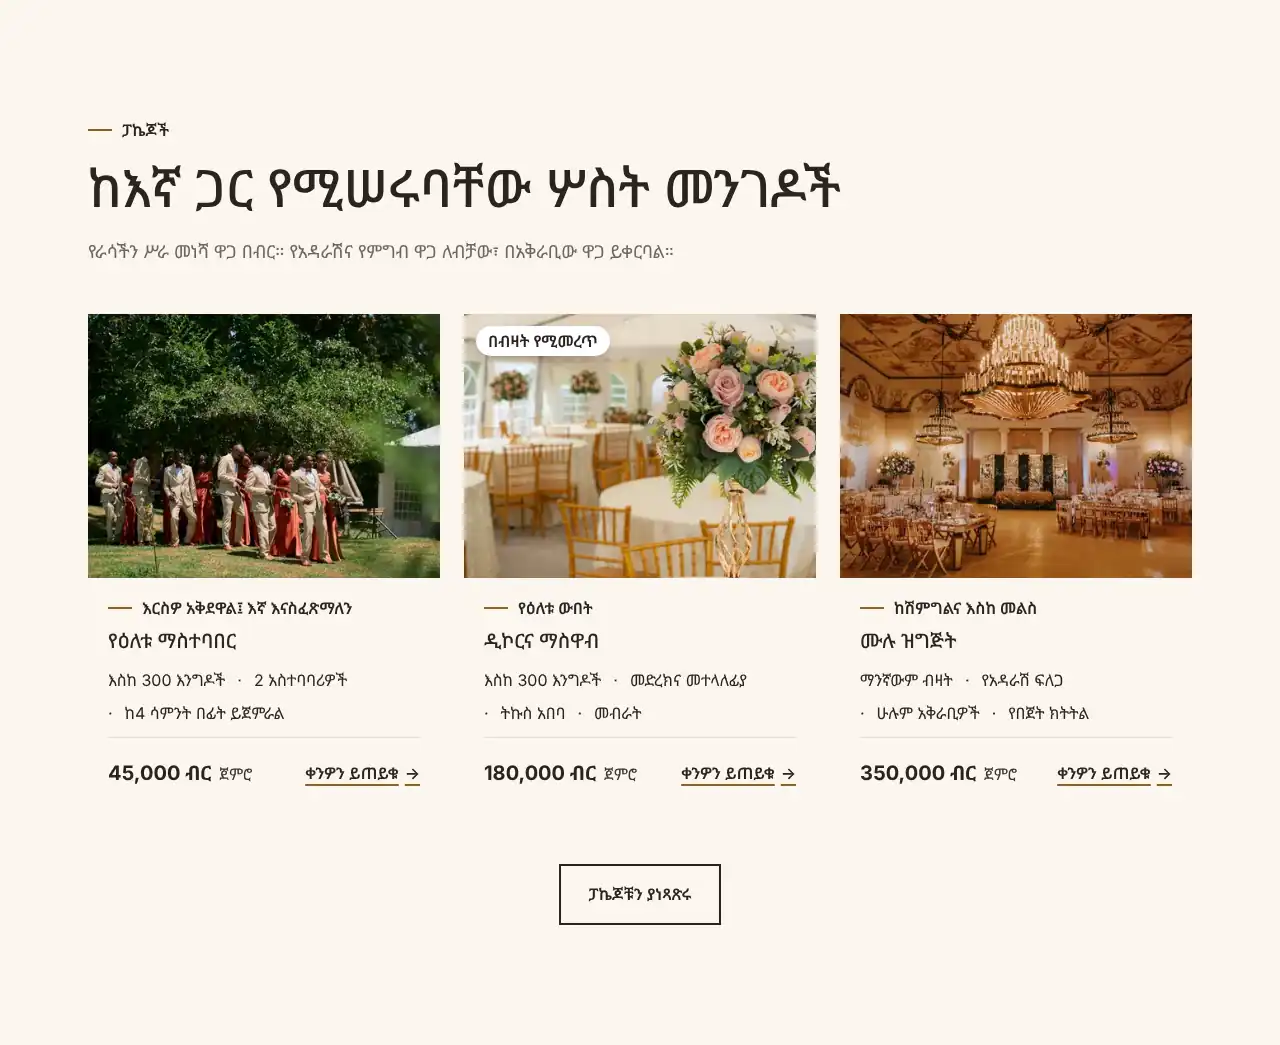 ፓኬጆች
ከእኛ ጋር የሚሠሩባቸው ሦስት መንገዶች
የራሳችን ሥራ መነሻ ዋጋ በብር። የአዳራሽና የምግብ ዋጋ ለብቻው፣ በአቅራቢው ዋጋ ይቀርባል።
እርስዎ አቅደዋል፤ እኛ እናስፈጽማለን
የዕለቱ ማስተባበር
እስከ 300 እንግዶች · 2 አስተባባሪዎች
· ከ4 ሳምንት በፊት ይጀምራል
45,000 ብር ጀምሮ ቀንዎን ይጠይቁ →
በብዛት የሚመረጥ
የዕለቱ ውበት
ዲኮርና ማስዋብ
እስከ 300 እንግዶች · መድረክና መተላለፊያ
· ትኩስ አበባ · መብራት
180,000 ብር ጀምሮ ቀንዎን ይጠይቁ →
ከሽምግልና እስከ መልስ
ሙሉ ዝግጅት
ማንኛውም ብዛት · የአዳራሽ ፍለጋ
· ሁሉም አቅራቢዎች · የበጀት ክትትል
350,000 ብር ጀምሮ ቀንዎን ይጠይቁ →
ፓኬጆቹን ያነጻጽሩ